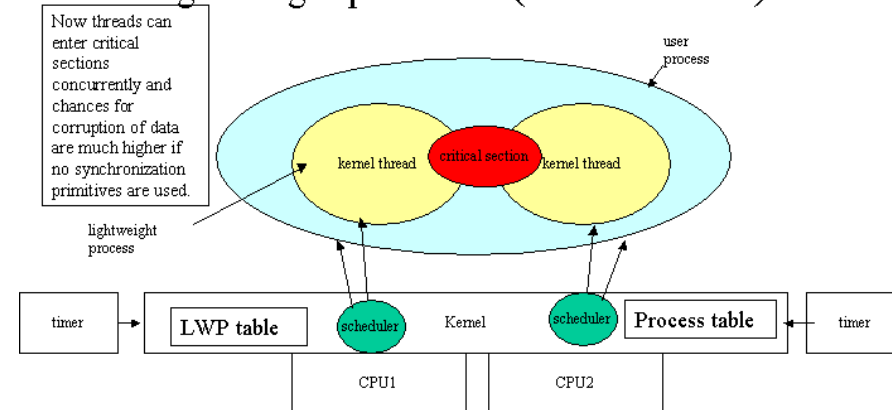 Now threads can
enter critical
sections
concurrently and
chances for
corruption of data
are much higher if
no synchronization
primitives are used.
user
process
kernel thread
critical section
kernel thread
lightweight
process
timer
LWP table
scheduler
Kernel
scheduler
Process table
timer
CPU1
CPU2